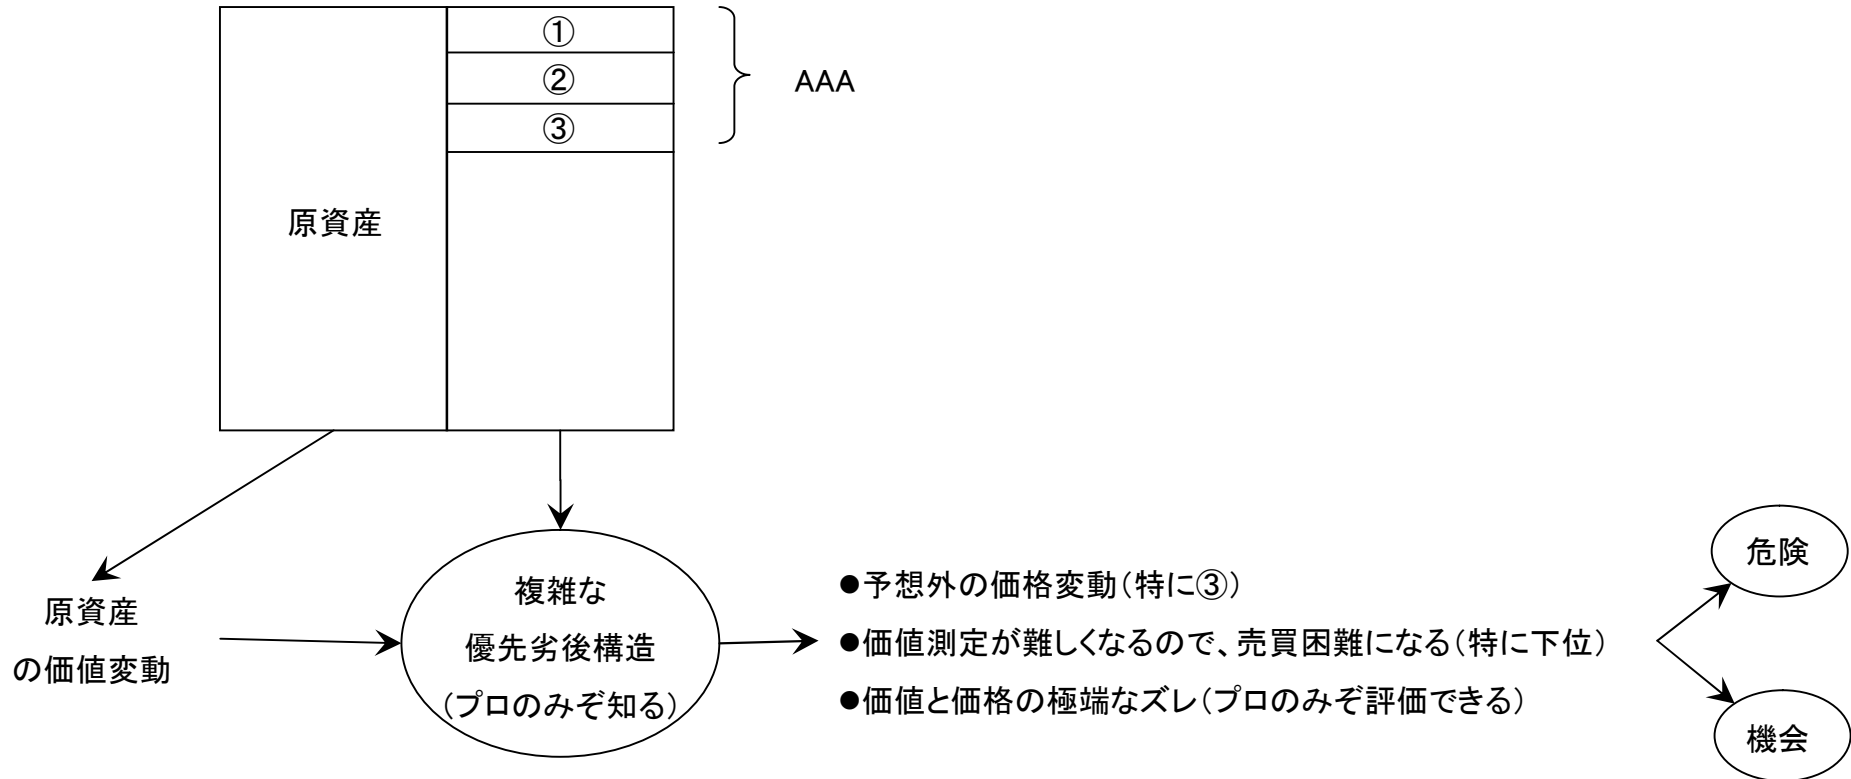 ①
②
③
AAA
原資産
原資産
の価値変動
複雑な
優先劣後構造
(プロのみぞ知る)
●予想外の価格変動(特に③)
●価値測定が難しくなるので、売買困難になる(特に下位)
●価値と価格の極端なズレ(プロのみぞ評価できる)
危険
機会